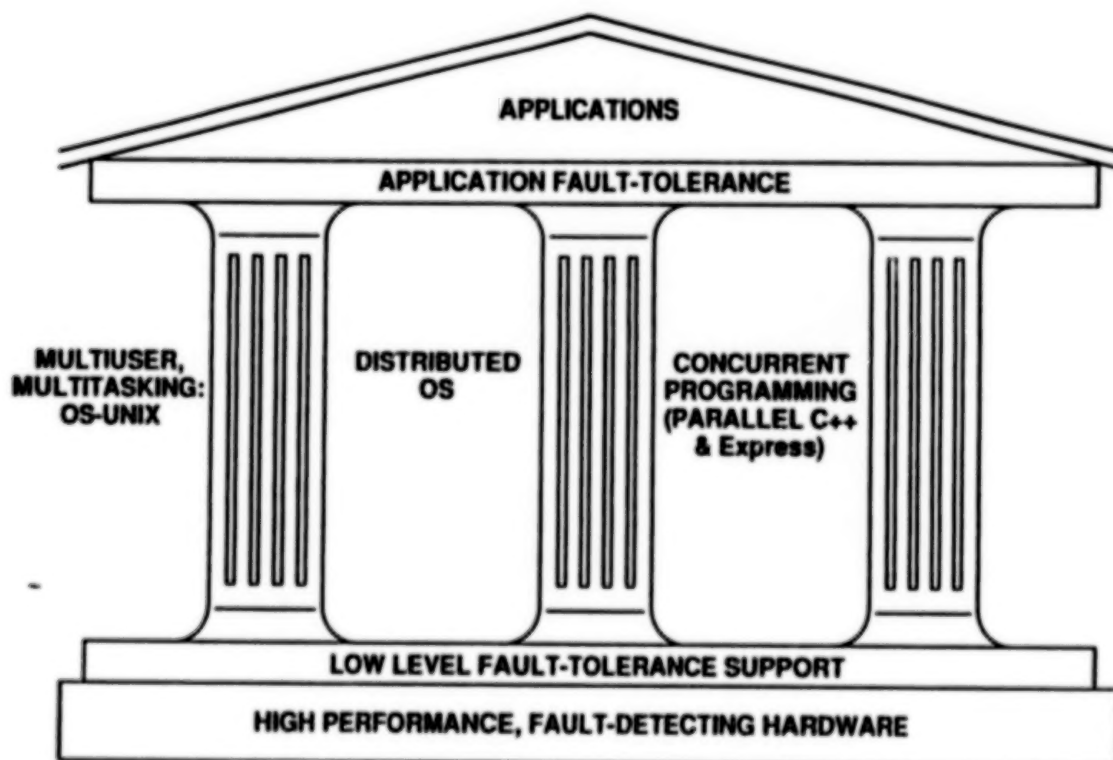 APPLICATIONS
APPLICATION FAULT-TOLERANCE
MULTIUSER,
MULTITASKING:
OS-UNIX
DISTRIBUTED
OS
CONCURRENT
PROGRAMMING
(PARALLEL C++
& Express)
LOW LEVEL FAULT-TOLERANCE SUPPORT
HIGH PERFORMANCE, FAULT-DETECTING HARDWARE